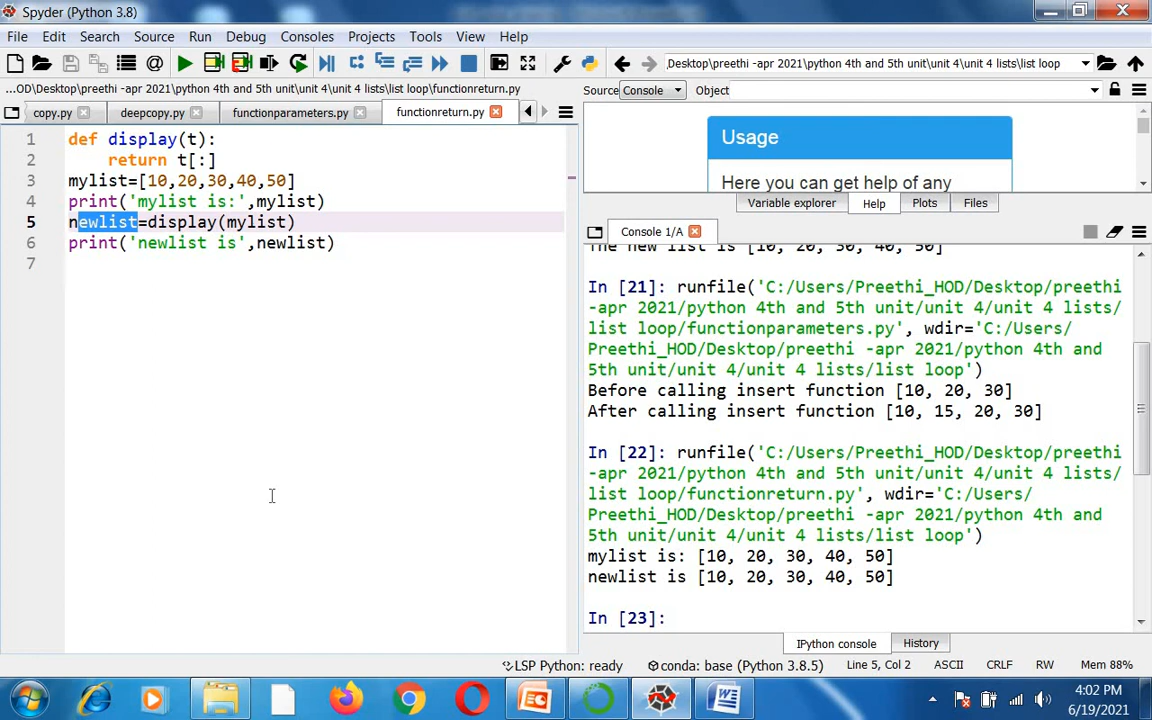 Spyder (Python 3.8)
File Edit Search Source Run Debug Consoles Projects Tools View Help
Desktop\preethi -apr 2021\python 4th and 5th unit\unit 4\unit 4 lists\list loop
...OD\Desktop\preethi -apr 2021\python 4th and 5th unit\unit 4\unit 4 lists\list loop\functionreturn.py
Source Console Object
copy.py deepcopy.py functionparameters.py functionreturn.py
1 def display(t):
2 return t[:]
3 mylist=[10,20,30,40,50]
4 print('mylist is:',mylist)
5 newlist=display(mylist)
6 print('newlist is',newlist)
7
Usage
Here you can get help of any
Variable explorer Help Plots Files
Console 1/A
The new list is [10, 20, 30, 40, 50]
In [21]: runfile('C:/Users/Preethi_HOD/Desktop/preethi
-apr 2021/python 4th and 5th unit/unit 4/unit 4 lists/
list loop/functionparameters.py', wdir='C:/Users/
Preethi_HOD/Desktop/preethi -apr 2021/python 4th and
5th unit/unit 4/unit 4 lists/list loop')
Before calling insert function [10, 20, 30]
After calling insert function [10, 15, 20, 30]
In [22]: runfile('C:/Users/Preethi_HOD/Desktop/preethi
-apr 2021/python 4th and 5th unit/unit 4/unit 4 lists/
list loop/functionreturn.py', wdir='C:/Users/
Preethi_HOD/Desktop/preethi -apr 2021/python 4th and
5th unit/unit 4/unit 4 lists/list loop')
mylist is: [10, 20, 30, 40, 50]
newlist is [10, 20, 30, 40, 50]
In [23]:
IPython console History
LSP Python: ready conda: base (Python 3.8.5) Line 5, Col 2 ASCII CRLF RW Mem 88%
4:02 PM
6/19/2021